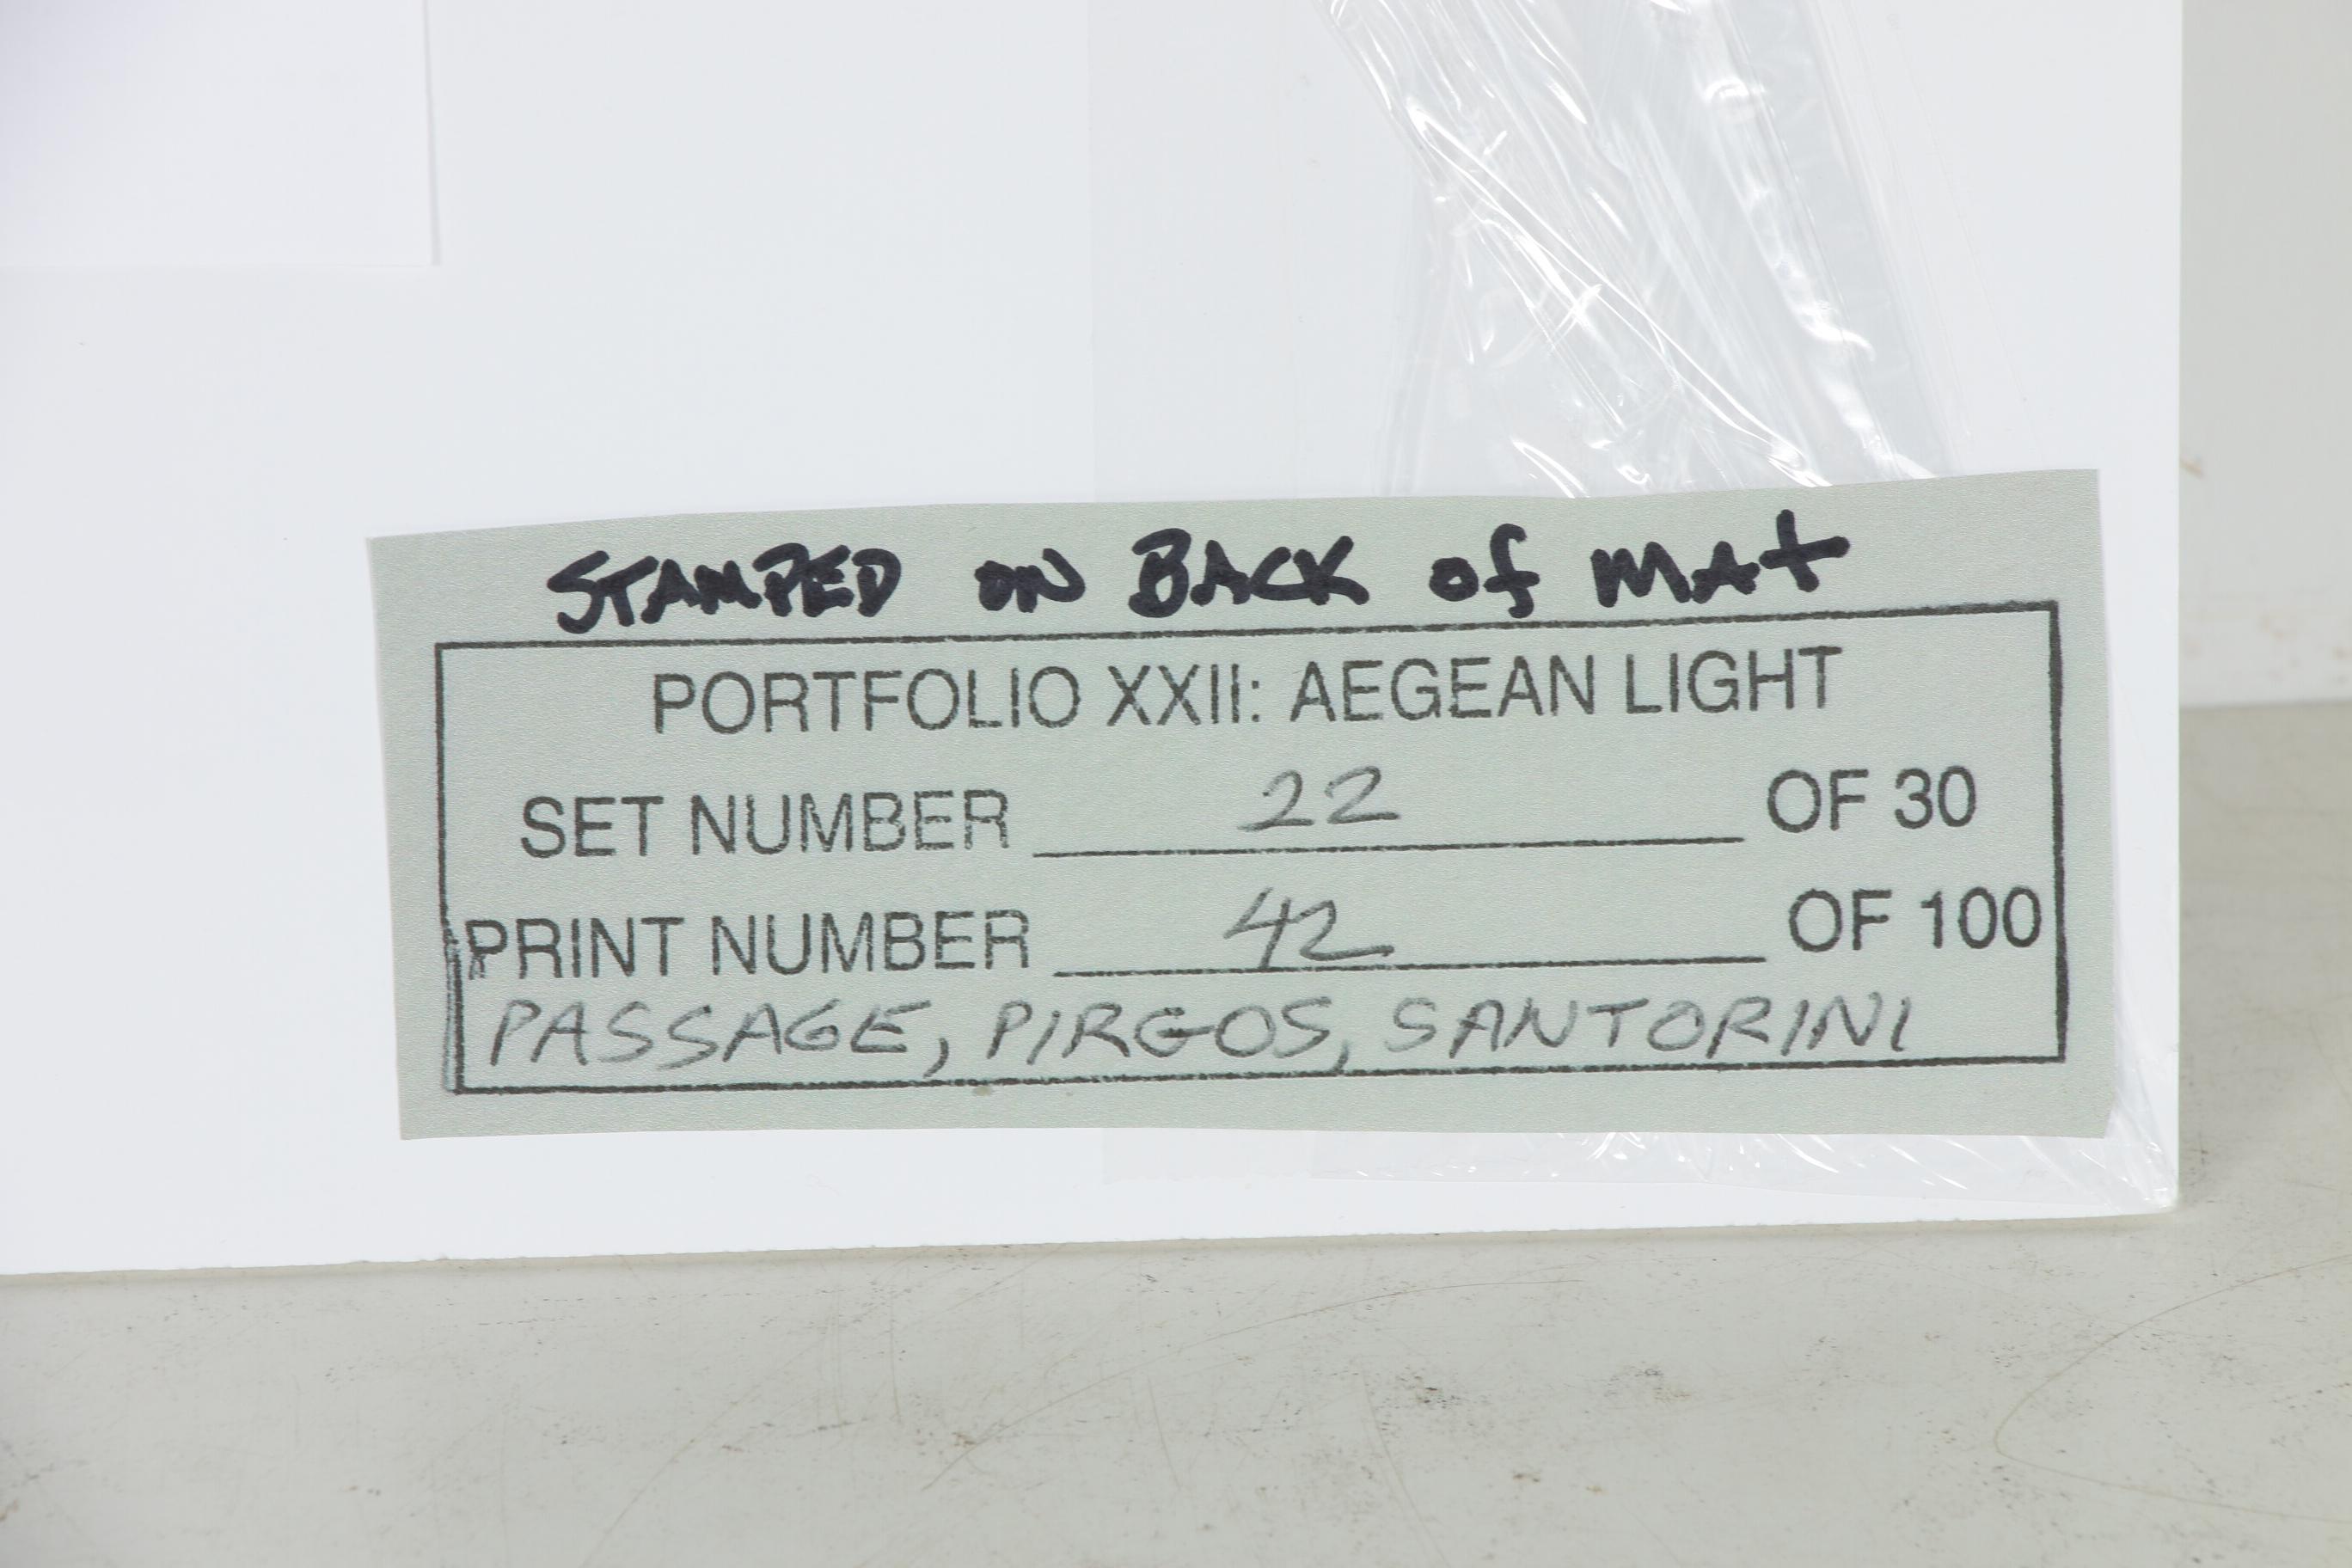 STAMPED ON BACK of MAt
PORTFOLIO XXII: AEGEAN LIGHT
SET NUMBER 22 OF 30
PRINT NUMBER 42 OF 100
PASSAGE, PIRGOS, SANTORINI